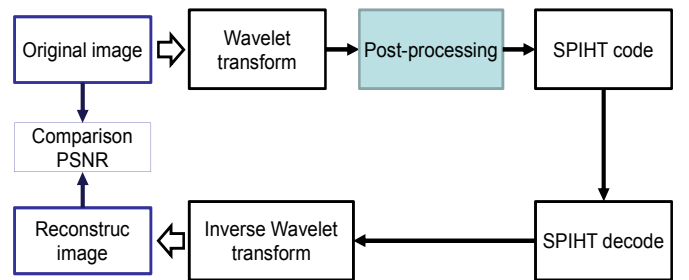 Original image
Wavelet
transform
Post-processing
SPIHT code
Comparison
PSNR
Reconstruc
image
Inverse Wavelet
transform
SPIHT decode